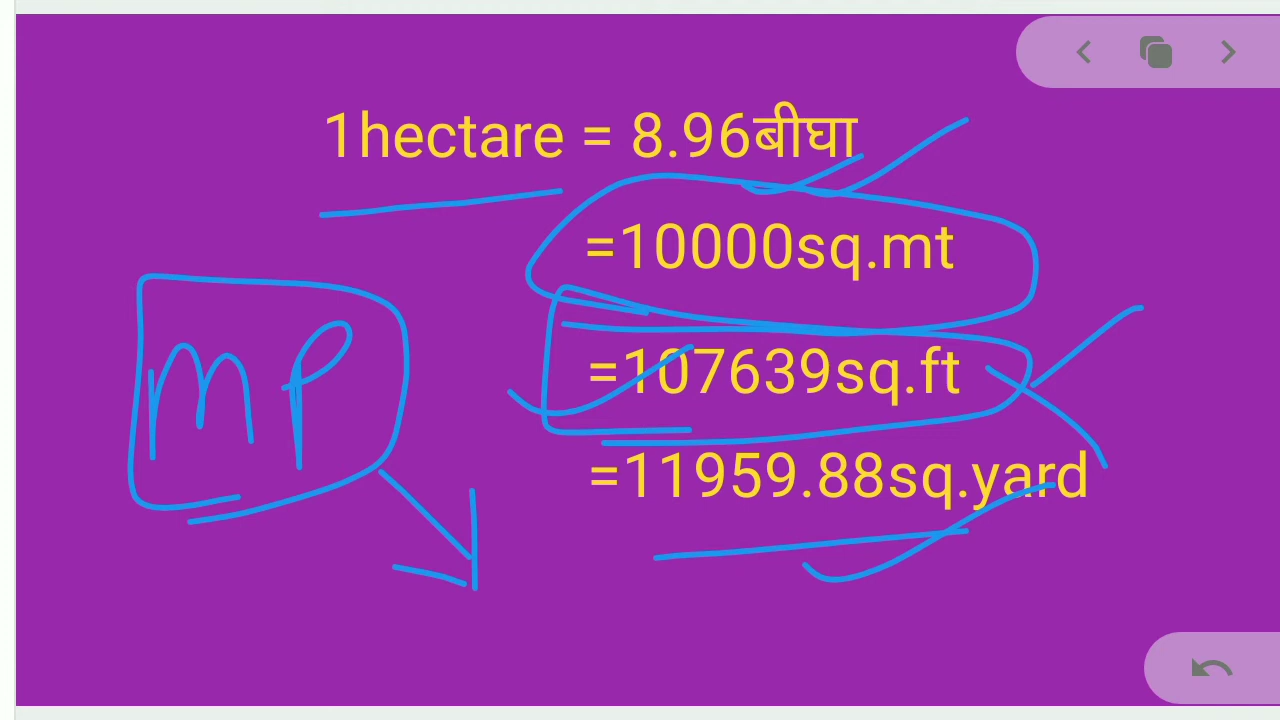 1hectare = 8.96बीघा
=10000sq.mt
=107639sq.ft
=11959.88sq.yard
MP